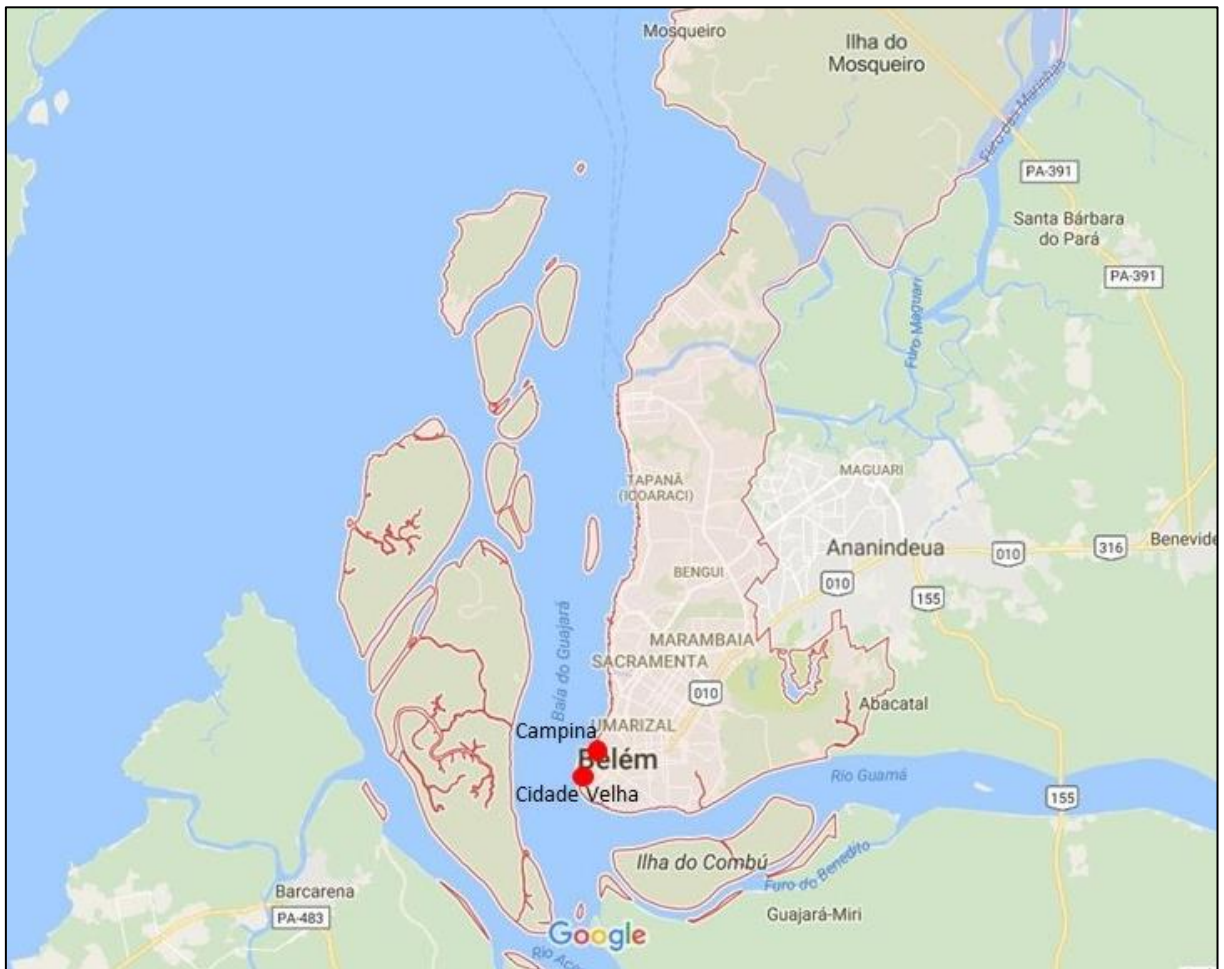 Mosqueiro
Ilha do
Mosqueiro
Furo das Marinhas
PA-391
Santa Bárbara
do Pará
PA-391
Furo Maguari
MAGUARI
TAPANÃ
(ICOARACI)
Ananindeua
010
316
Benevide
BENGUI
010
155
Baía do Guajará
MARAMBAIA
SACRAMENTA
010
Abacatal
UMARIZAL
Campina
Belém
Rio Guamá
Cidade Velha
155
Ilha do Combú
Furo do Benedito
Barcarena
PA-483
Guajará-Miri
Google
Rio Aca